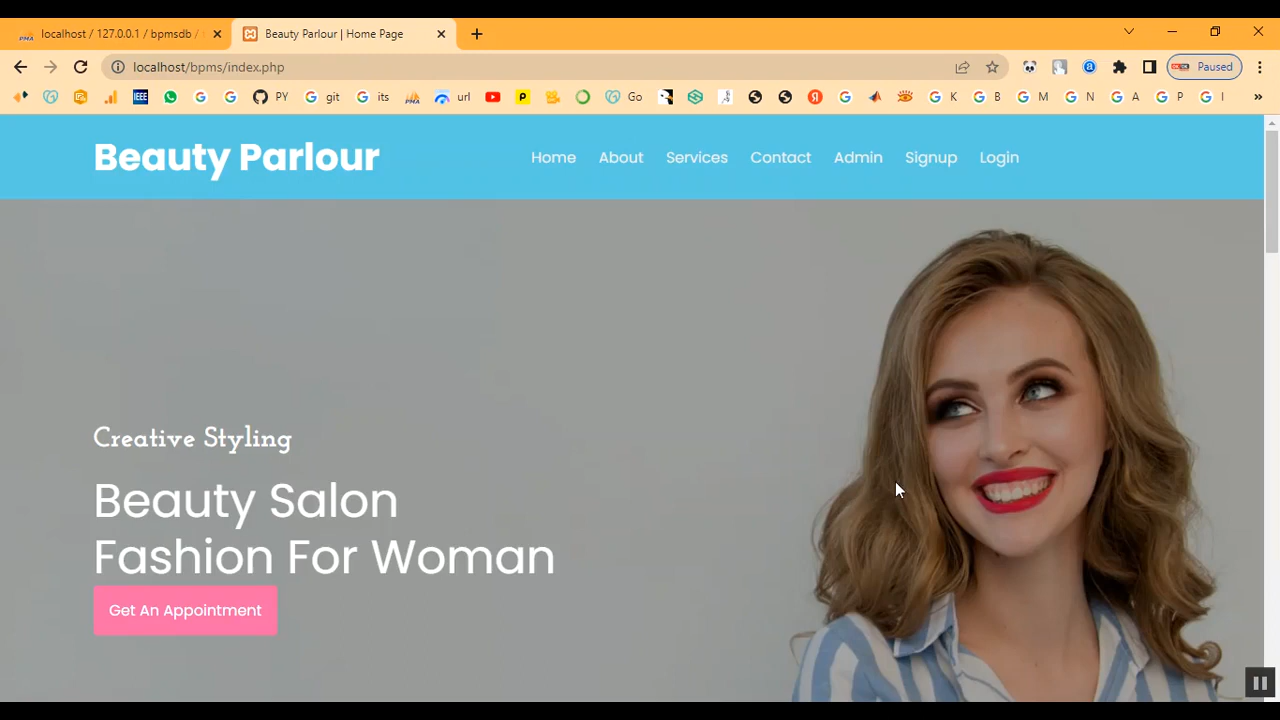 localhost / 127.0.0.1 / bpmsdb /
Beauty Parlour | Home Page
localhost/bpms/index.php
Paused
IEEE
PY
git
its
url
Go
K
B
M
N
A
P
I
Beauty Parlour
Home
About
Services
Contact
Admin
Signup
Login
Creative Styling
Beauty Salon
Fashion For Woman
Get An Appointment